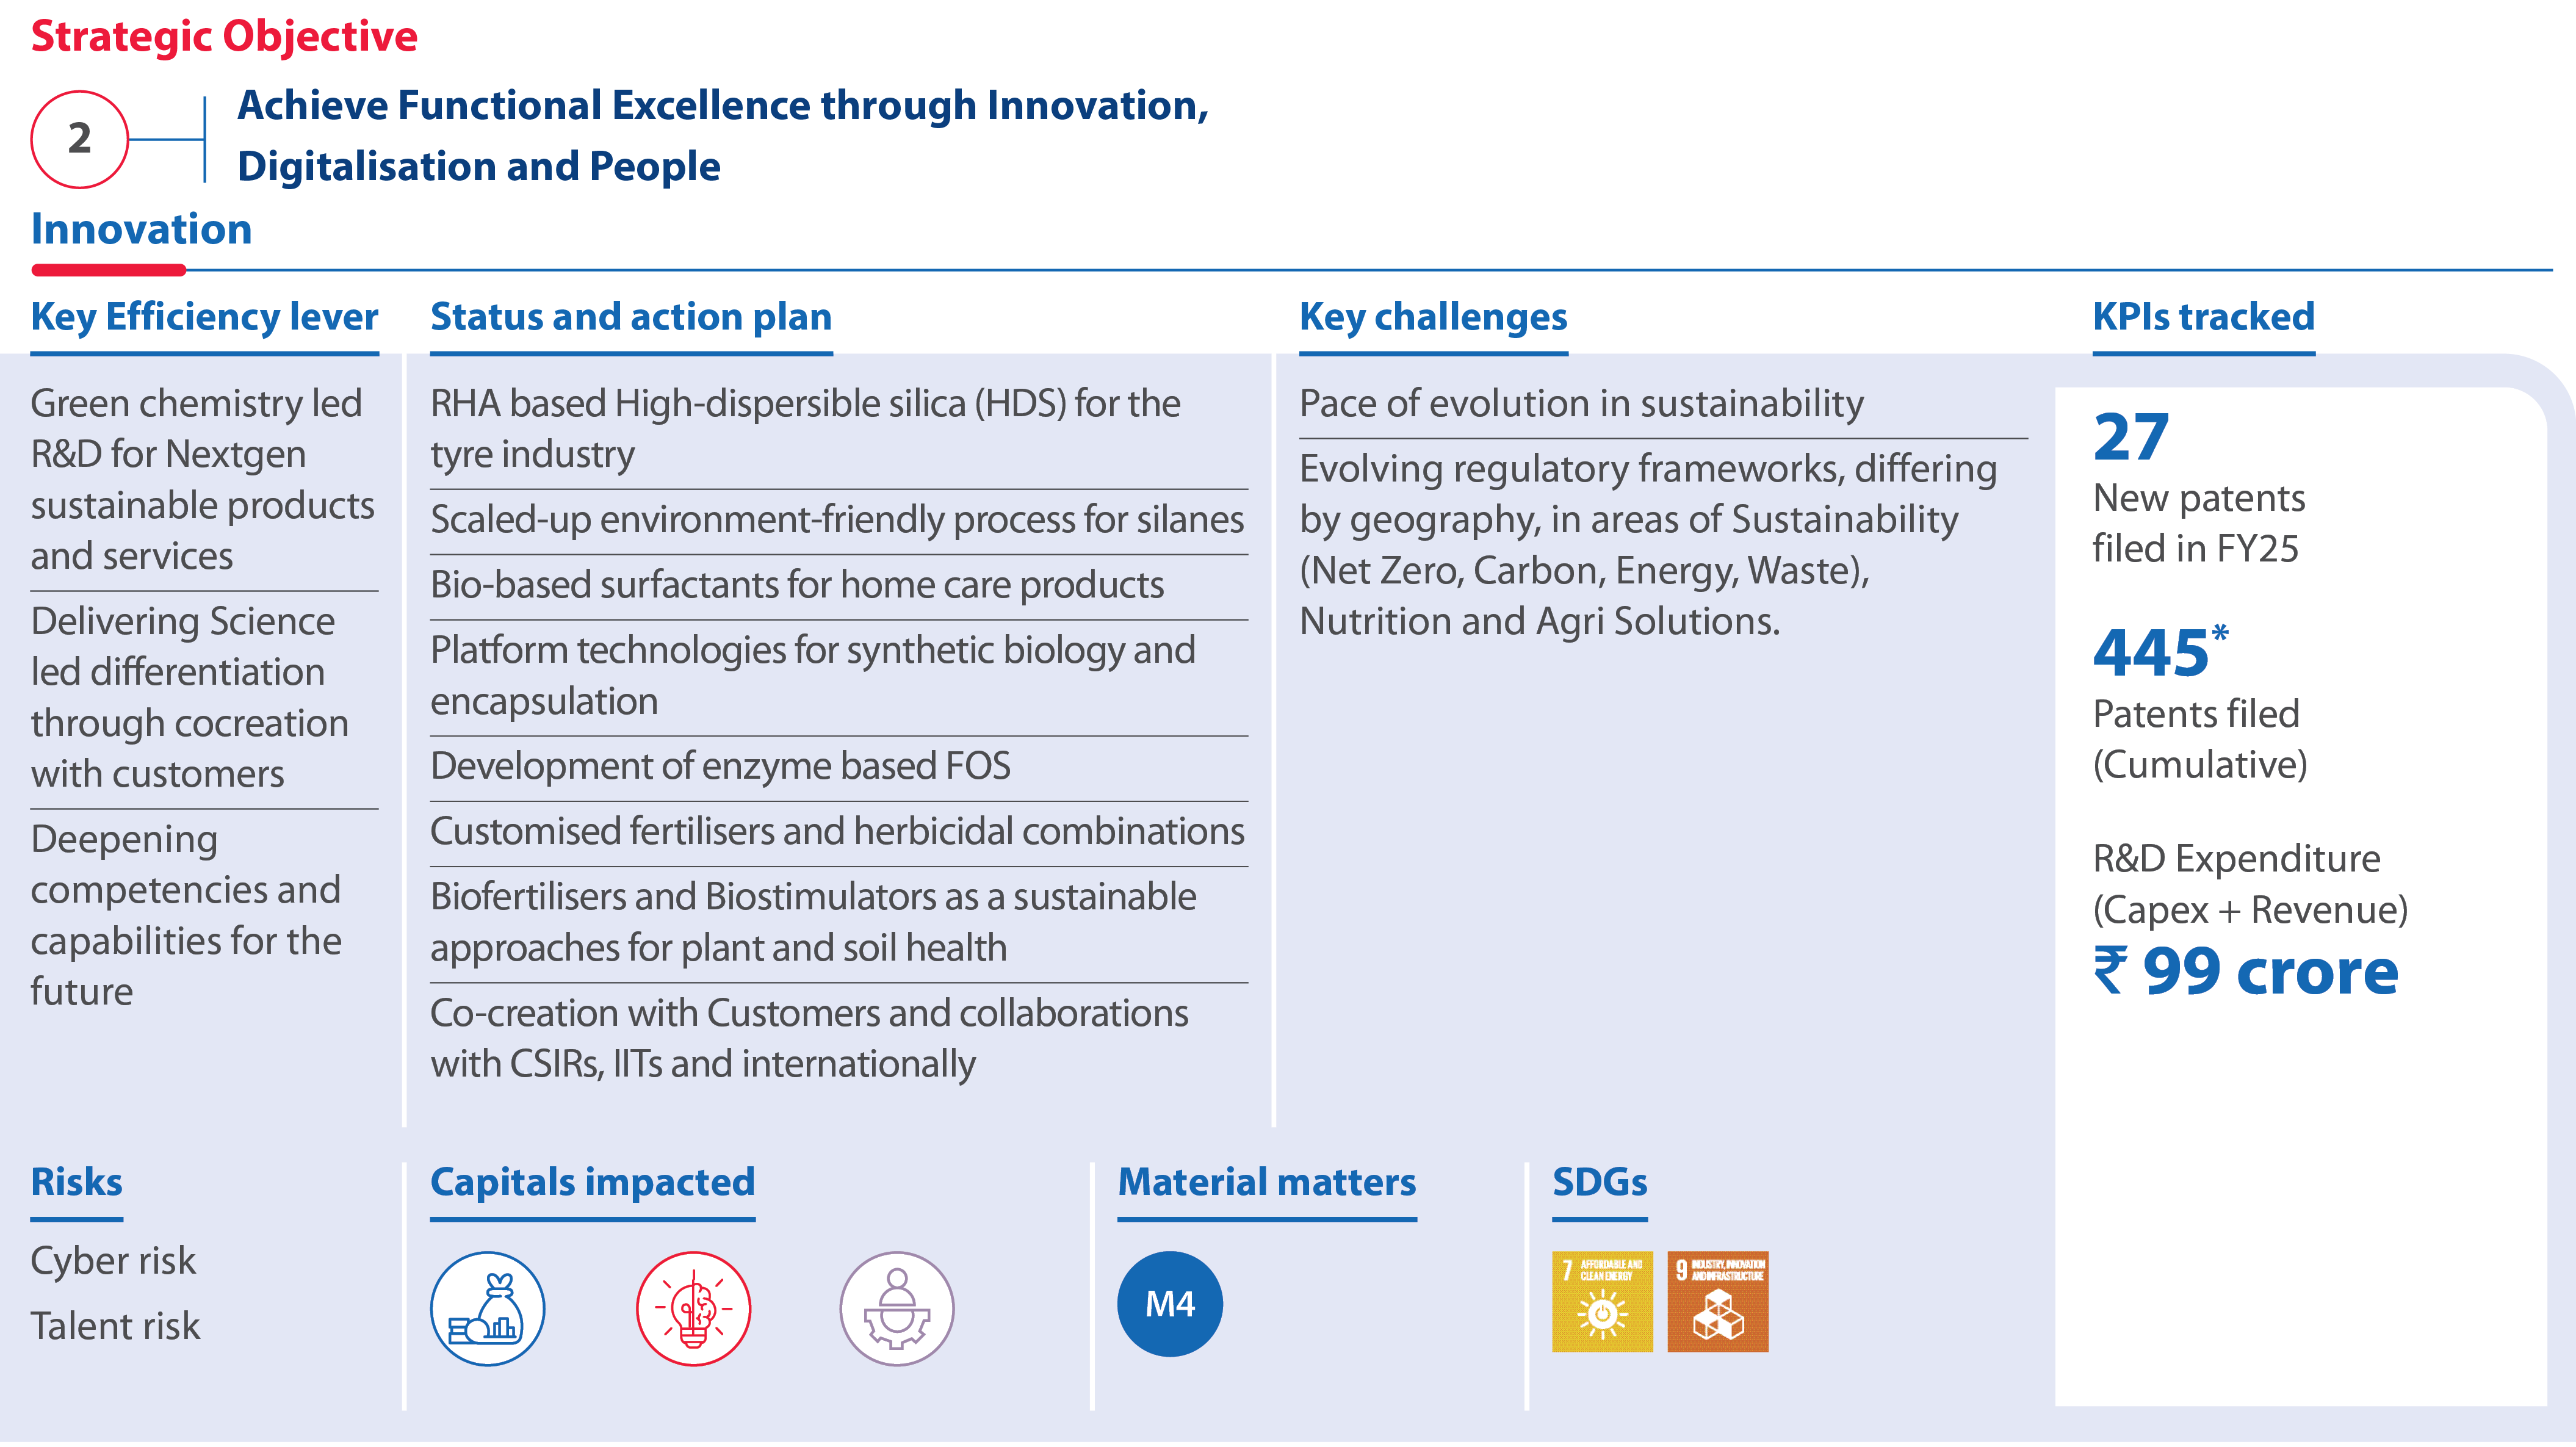 Strategic Objective
2
Achieve Functional Excellence through Innovation,
Digitalisation and People
Innovation
Key Efficiency lever
Green chemistry led
R&D for Nextgen
sustainable products
and services
Delivering Science
led differentiation
through cocreation
with customers
Deepening
competencies and
capabilities for the
future
Status and action plan
RHA based High-dispersible silica (HDS) for the
tyre industry
Scaled-up environment-friendly process for silanes
Bio-based surfactants for home care products
Platform technologies for synthetic biology and
encapsulation
Development of enzyme based FOS
Customised fertilisers and herbicidal combinations
Biofertilisers and Biostimulators as a sustainable
approaches for plant and soil health
Co-creation with Customers and collaborations
with CSIRs, IITs and internationally
Key challenges
Pace of evolution in sustainability
Evolving regulatory frameworks, differing
by geography, in areas of Sustainability
(Net Zero, Carbon, Energy, Waste),
Nutrition and Agri Solutions.
KPIs tracked
27
New patents
filed in FY25
445*
Patents filed
(Cumulative)
R&D Expenditure
(Capex + Revenue)
₹ 99 crore
Risks
Cyber risk
Talent risk
Capitals impacted
Material matters
M4
SDGs
7 AFFORDABLE AND
CLEAN ENERGY
9 INDUSTRY, INNOVATION
AND INFRASTRUCTURE